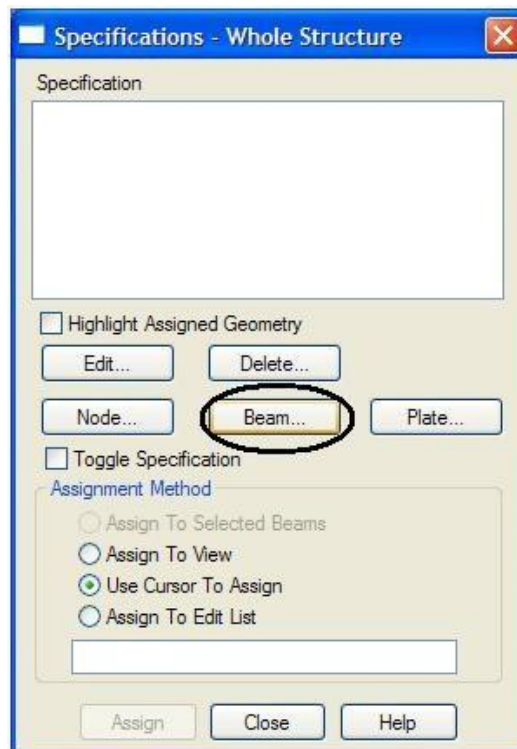 Specifications - Whole Structure
Specification
Highlight Assigned Geometry
Edit... Delete...
Node... Beam... Plate...
Toggle Specification
Assignment Method
Assign To Selected Beams
Assign To View
Use Cursor To Assign
Assign To Edit List
Assign Close Help